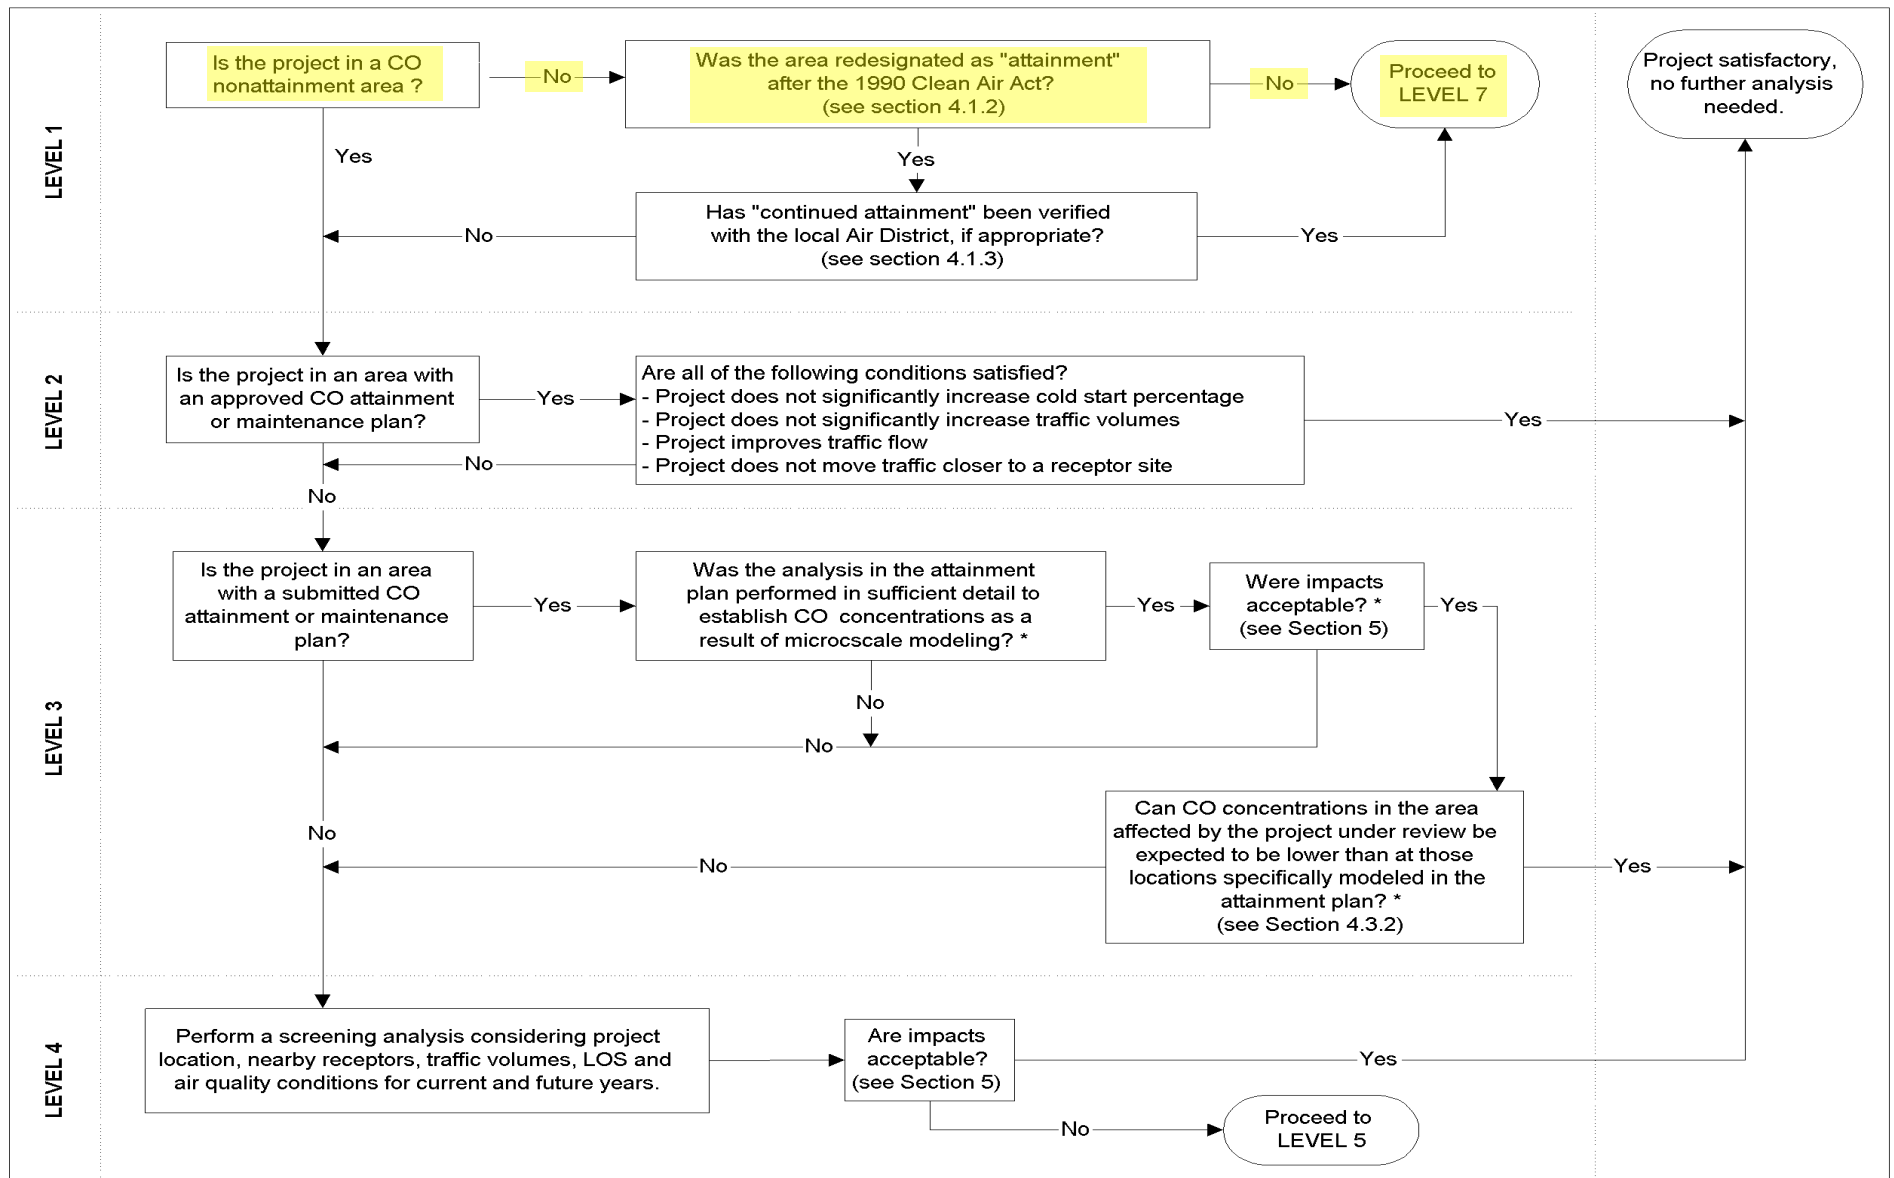 LEVEL 1
Is the project in a CO
nonattainment area ?
No
Was the area redesignated as "attainment"
after the 1990 Clean Air Act?
(see section 4.1.2)
No
Proceed to
LEVEL 7
Project satisfactory,
no further analysis
needed.
Yes
Yes
Has "continued attainment" been verified
with the local Air District, if appropriate?
(see section 4.1.3)
No
Yes
LEVEL 2
Is the project in an area with
an approved CO attainment
or maintenance plan?
Yes
Are all of the following conditions satisfied?
- Project does not significantly increase cold start percentage
- Project does not significantly increase traffic volumes
- Project improves traffic flow
- Project does not move traffic closer to a receptor site
Yes
No
No
LEVEL 3
Is the project in an area
with a submitted CO
attainment or maintenance
plan?
Yes
Was the analysis in the attainment
plan performed in sufficient detail to
establish CO concentrations as a
result of microcscale modeling? *
Yes
Were impacts
acceptable? *
(see Section 5)
Yes
No
No
No
Can CO concentrations in the area
affected by the project under review be
expected to be lower than at those
locations specifically modeled in the
attainment plan? *
(see Section 4.3.2)
No
Yes
LEVEL 4
Perform a screening analysis considering project
location, nearby receptors, traffic volumes, LOS and
air quality conditions for current and future years.
Are impacts
acceptable?
(see Section 5)
Yes
No
Proceed to
LEVEL 5